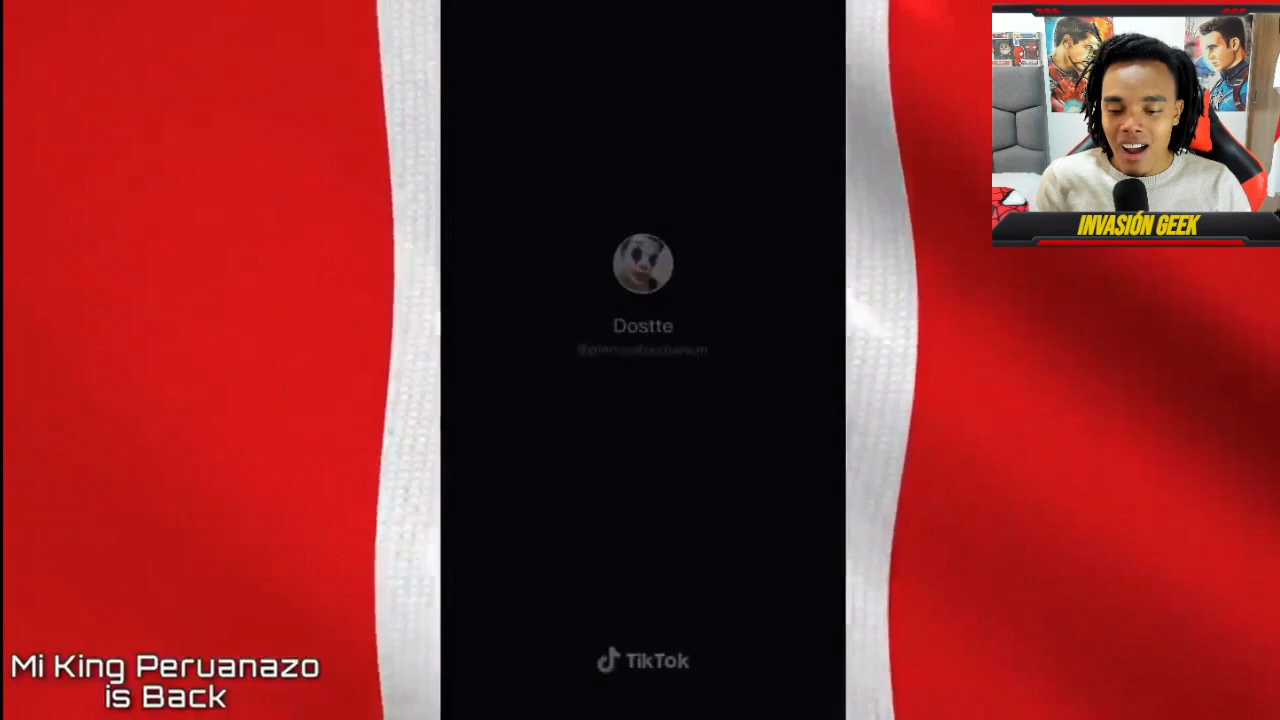 INVASIÓN GEEK
Dostte
TikTok
Mi King Peruanazo
is Back